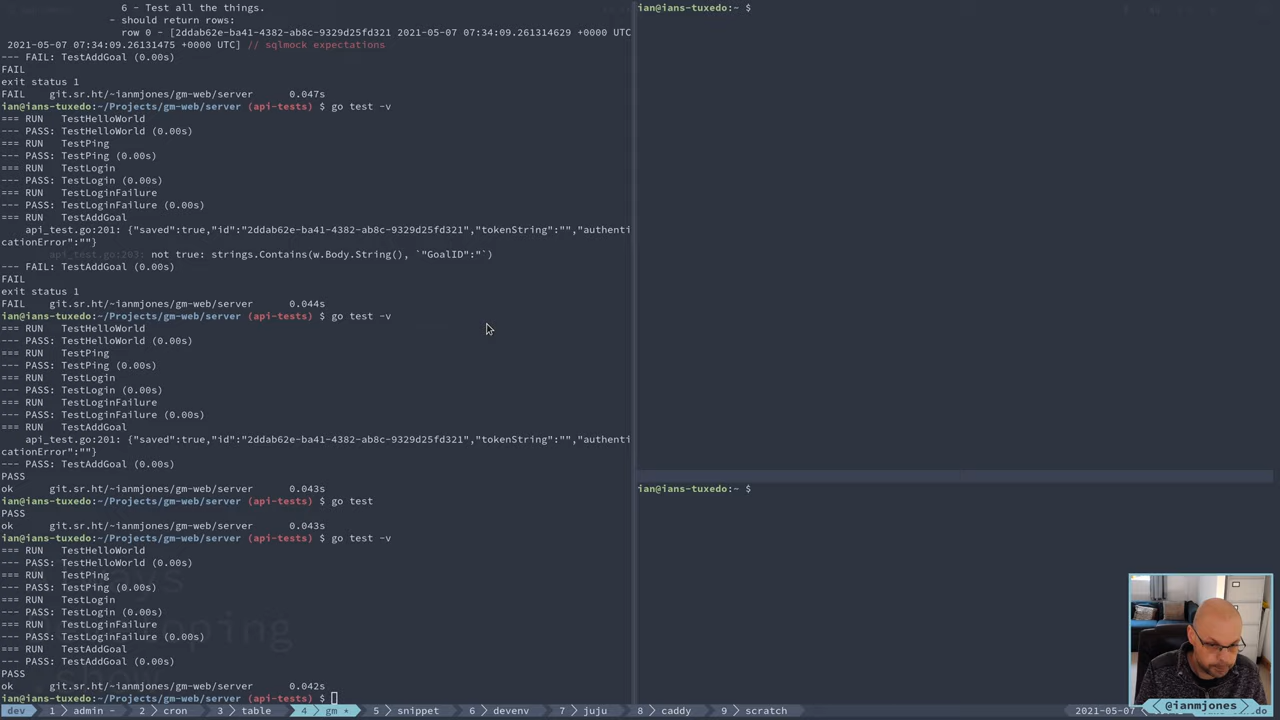 6 - Test all the things.
- should return rows:
row 0 - [2ddab62e-ba41-4382-ab8c-9329d25fd321 2021-05-07 07:34:09.261314629 +0000 UTC
2021-05-07 07:34:09.26131475 +0000 UTC] // sqlmock expectations
--- FAIL: TestAddGoal (0.00s)
FAIL
exit status 1
FAIL git.sr.ht/~ianmjones/gm-web/server 0.047s
ian@ians-tuxedo:~/Projects/gm-web/server (api-tests) $ go test -v
=== RUN TestHelloWorld
--- PASS: TestHelloWorld (0.00s)
=== RUN TestPing
--- PASS: TestPing (0.00s)
=== RUN TestLogin
--- PASS: TestLogin (0.00s)
=== RUN TestLoginFailure
--- PASS: TestLoginFailure (0.00s)
=== RUN TestAddGoal
api_test.go:201: {"saved":true,"id":"2ddab62e-ba41-4382-ab8c-9329d25fd321","tokenString":"","authenti
cationError":""}
api_test.go:203: not true: strings.Contains(w.Body.String(), `"GoalID":"`)
--- FAIL: TestAddGoal (0.00s)
FAIL
exit status 1
FAIL git.sr.ht/~ianmjones/gm-web/server 0.044s
ian@ians-tuxedo:~/Projects/gm-web/server (api-tests) $ go test -v
=== RUN TestHelloWorld
--- PASS: TestHelloWorld (0.00s)
=== RUN TestPing
--- PASS: TestPing (0.00s)
=== RUN TestLogin
--- PASS: TestLogin (0.00s)
=== RUN TestLoginFailure
--- PASS: TestLoginFailure (0.00s)
=== RUN TestAddGoal
api_test.go:201: {"saved":true,"id":"2ddab62e-ba41-4382-ab8c-9329d25fd321","tokenString":"","authenti
cationError":""}
--- PASS: TestAddGoal (0.00s)
PASS
ok git.sr.ht/~ianmjones/gm-web/server 0.043s
ian@ians-tuxedo:~/Projects/gm-web/server (api-tests) $ go test
PASS
ok git.sr.ht/~ianmjones/gm-web/server 0.043s
ian@ians-tuxedo:~/Projects/gm-web/server (api-tests) $ go test -v
=== RUN TestHelloWorld
--- PASS: TestHelloWorld (0.00s)
=== RUN TestPing
--- PASS: TestPing (0.00s)
=== RUN TestLogin
--- PASS: TestLogin (0.00s)
=== RUN TestLoginFailure
--- PASS: TestLoginFailure (0.00s)
=== RUN TestAddGoal
--- PASS: TestAddGoal (0.00s)
PASS
ok git.sr.ht/~ianmjones/gm-web/server 0.042s
ian@ians-tuxedo:~/Projects/gm-web/server (api-tests) $
ian@ians-tuxedo:~ $
ian@ians-tuxedo:~ $
@ianmjones
dev 1 admin - 2 cron 3 table 4 gm * 5 snippet 6 devenv 7 juju 8 caddy 9 scratch 2021-05-07